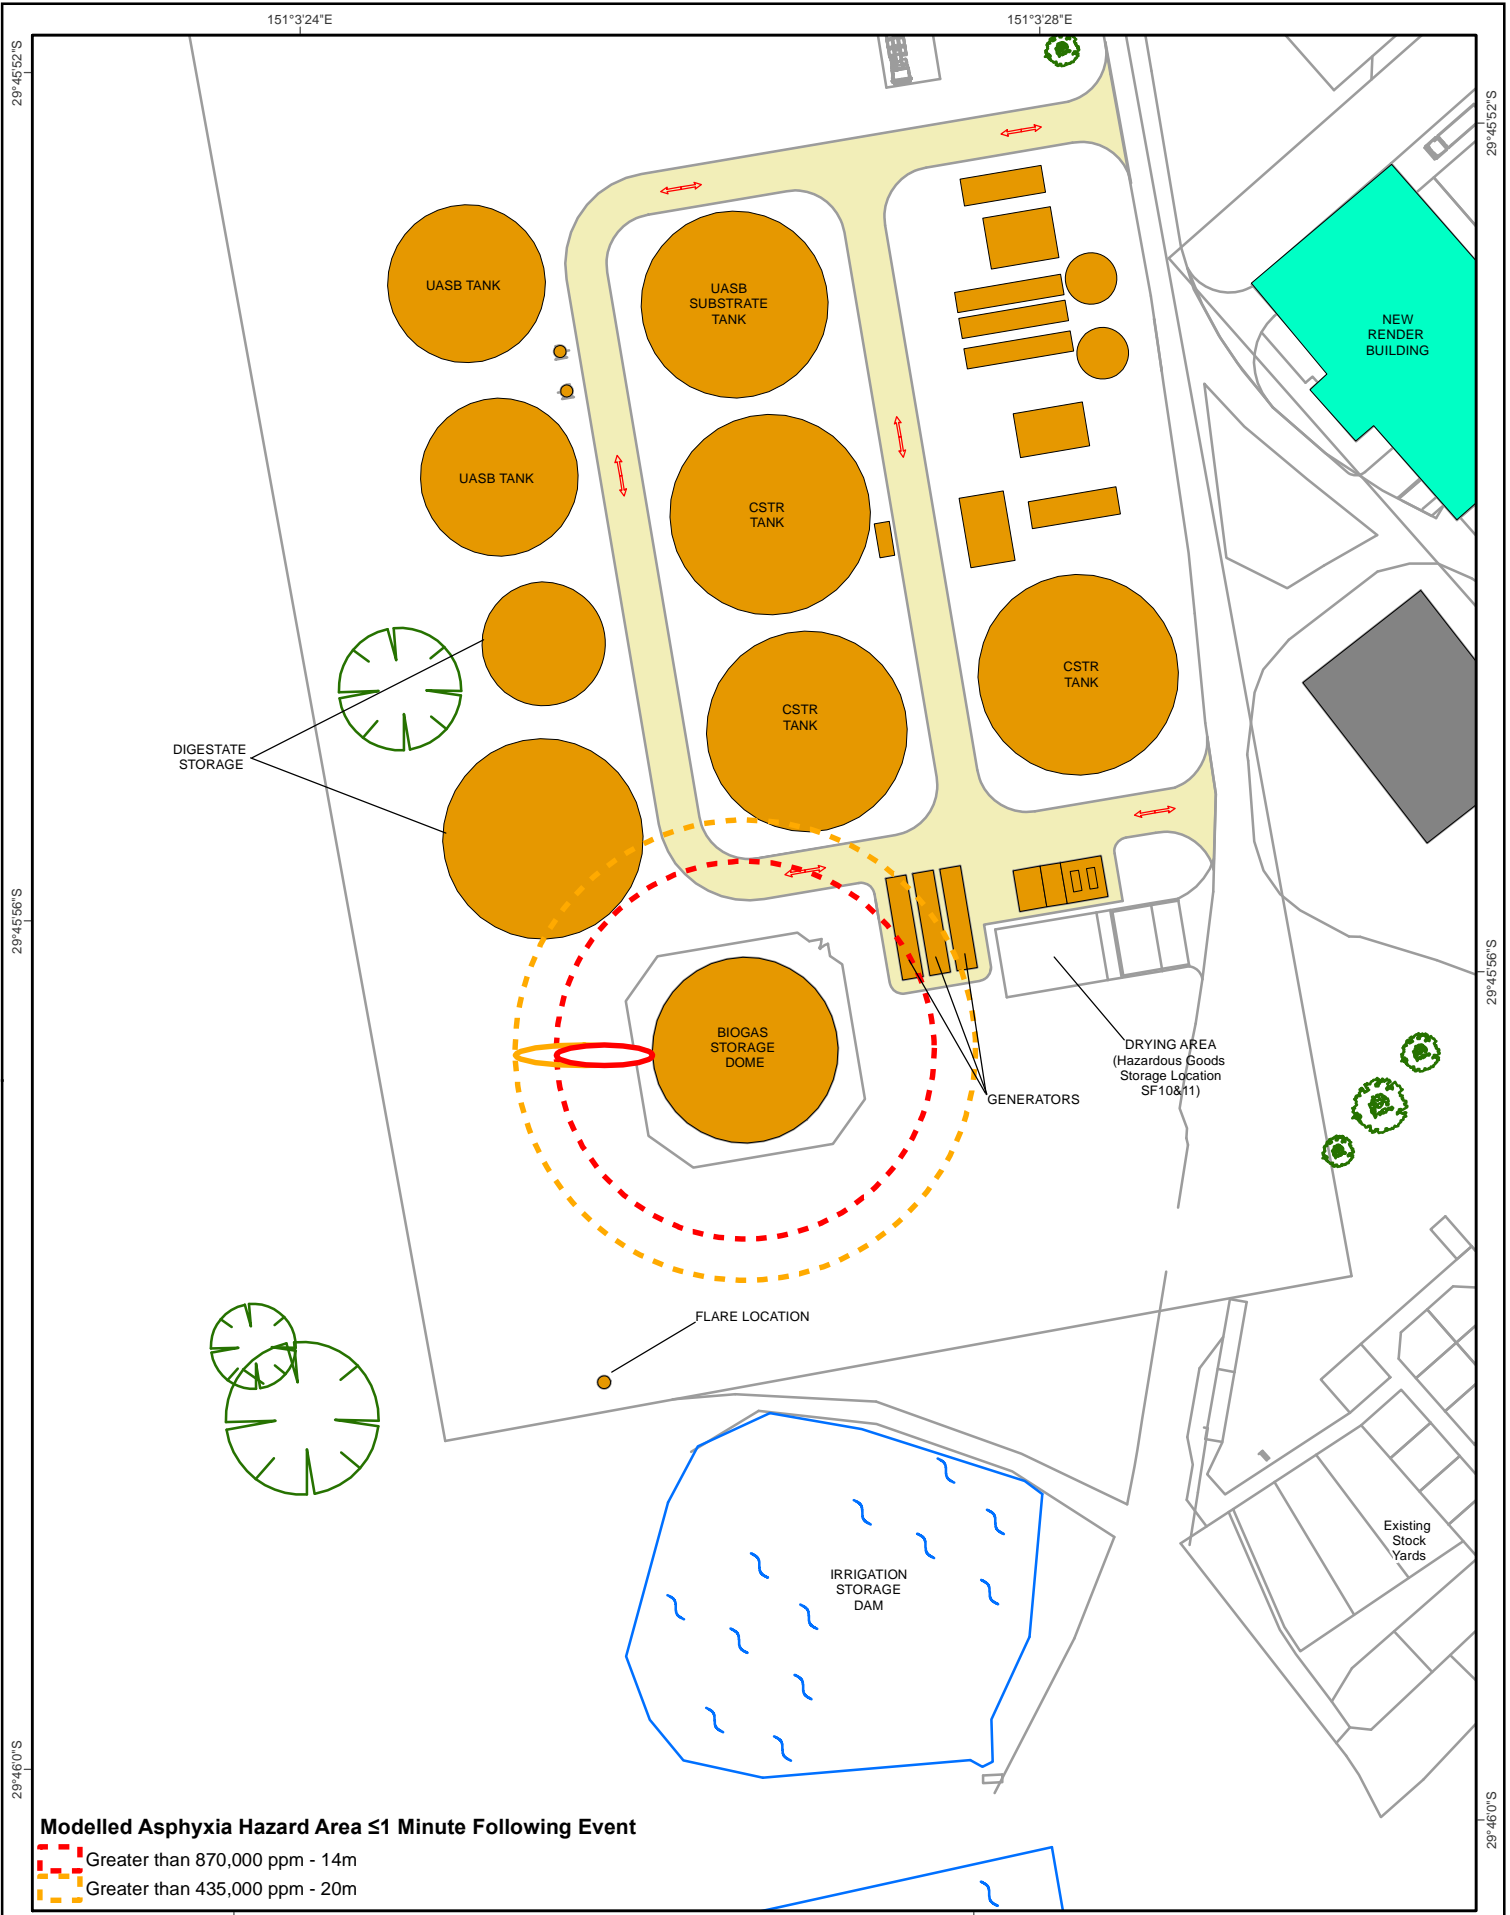 151°3'24"E
151°3'28"E
29°45'52"S
29°45'52"S
UASB TANK
UASB
SUBSTRATE
TANK
NEW
RENDER
BUILDING
UASB TANK
CSTR
TANK
CSTR
TANK
CSTR
TANK
DIGESTATE
STORAGE
29°45'56"S
29°45'56"S
BIOGAS
STORAGE
DOME
DRYING AREA
(Hazardous Goods
Storage Location
SF10&11)
GENERATORS
FLARE LOCATION
Existing
Stock
Yards
IRRIGATION
STORAGE
DAM
29°46'0"S
29°46'0"S
Modelled Asphyxia Hazard Area ≤1 Minute Following Event
Greater than 870,000 ppm - 14m
Greater than 435,000 ppm - 20m